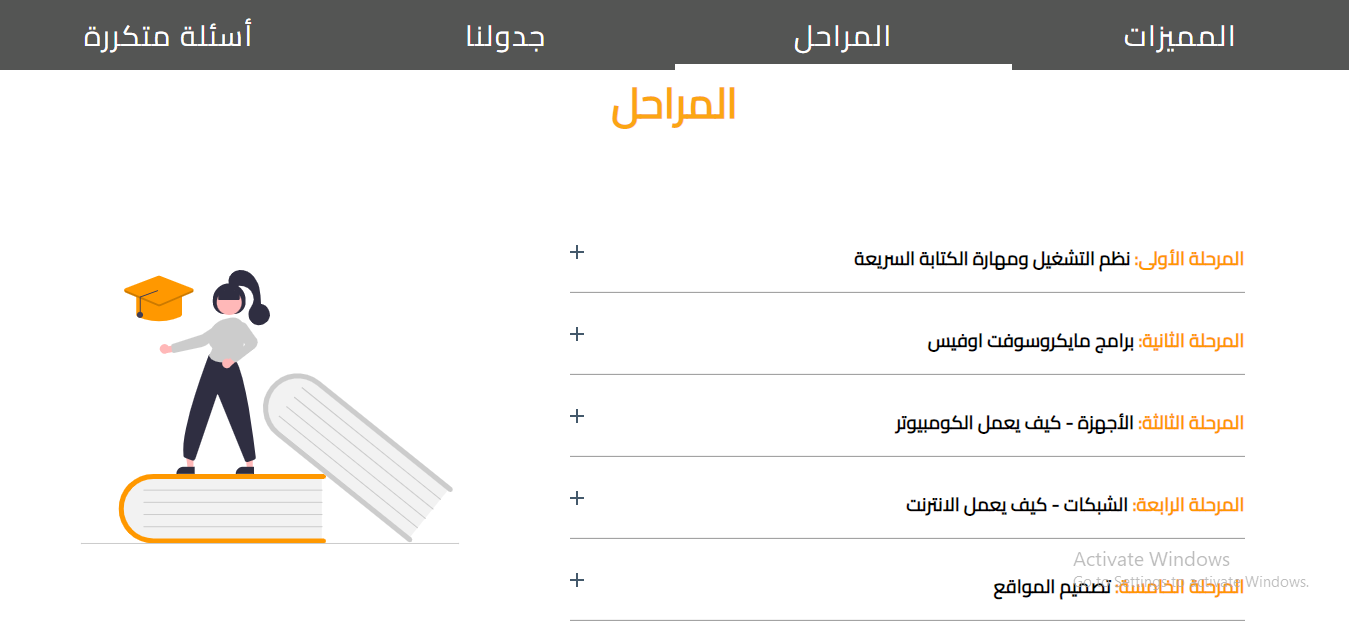 المميزات
المراحل
جدولنا
أسئلة متكررة
المراحل
المرحلة الأولى: نظم التشغيل ومهارة الكتابة السريعة
المرحلة الثانية: برامج مايكروسوفت اوفيس
المرحلة الثالثة: الأجهزة - كيف يعمل الكومبيوتر
المرحلة الرابعة: الشبكات - كيف يعمل الانترنت
Activate Windows
Go to Settings to activate Windows.
المرحلة الخامسة: تصميم المواقع